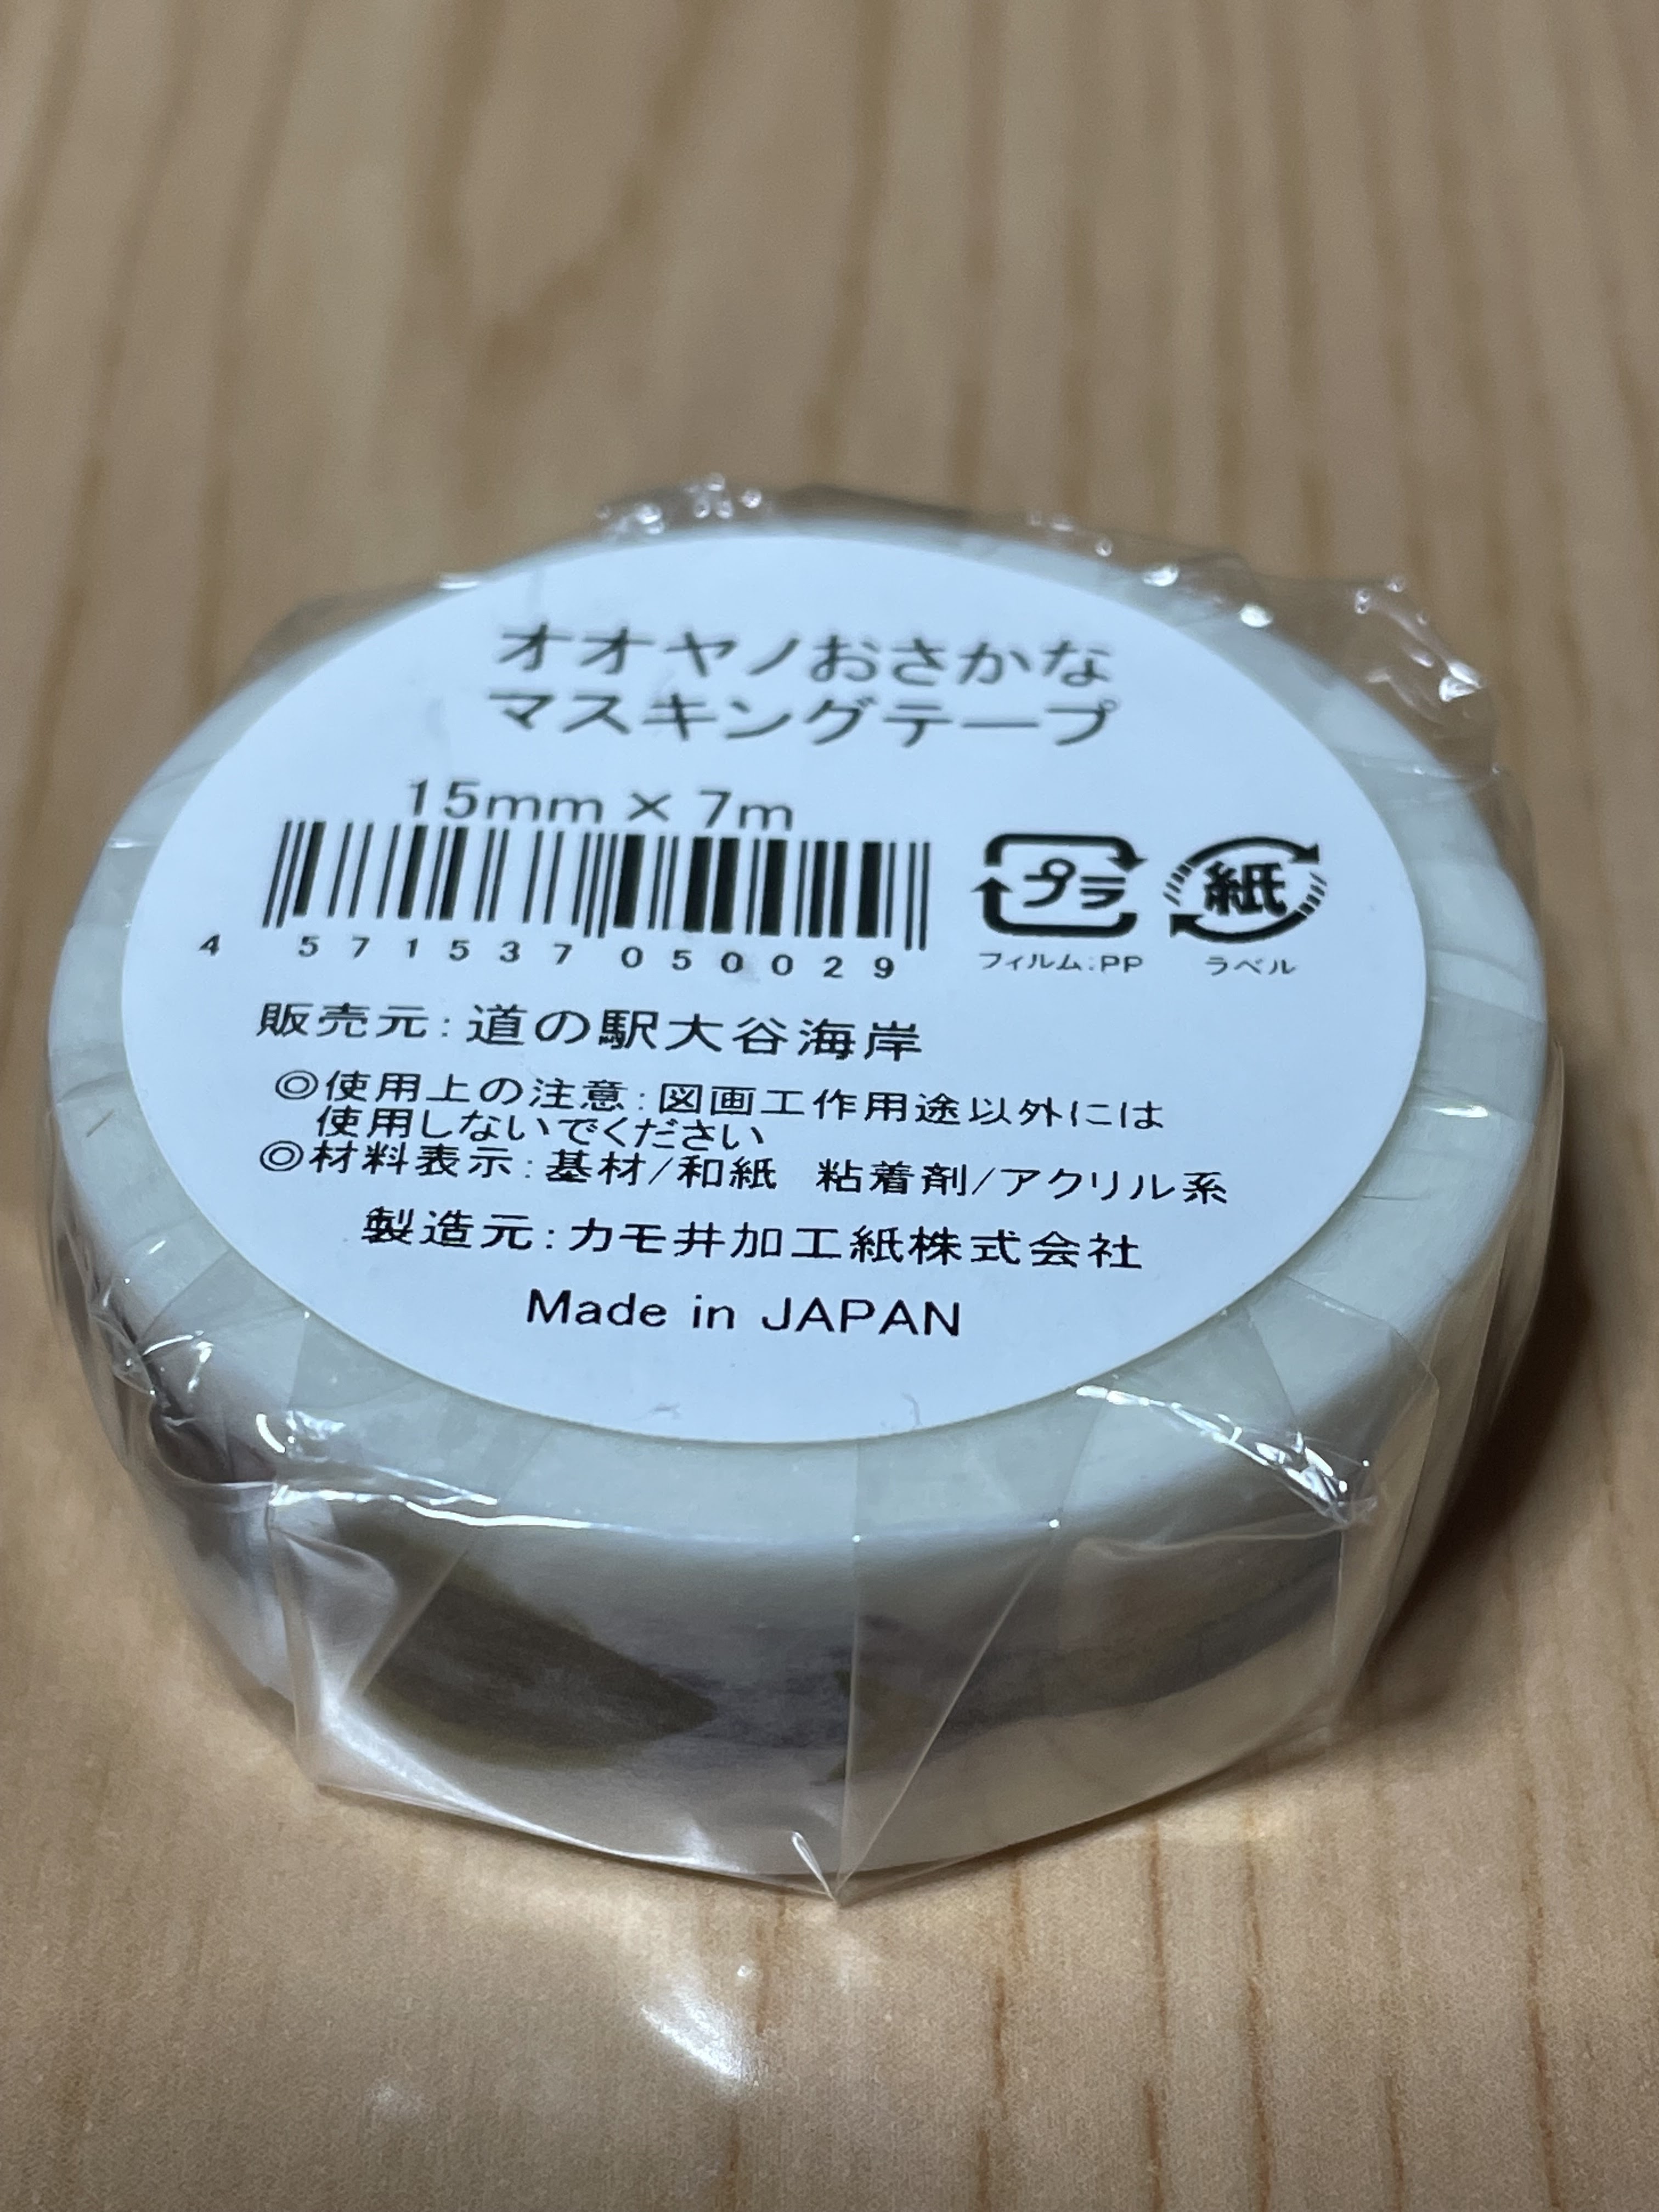 オオヤノおさかな
マスキングテープ
15mm × 7m
4 571537 050029
プラ
フィルム:PP
紙
ラベル
販売元:道の駅大谷海岸
◎使用上の注意:図画工作用途以外には
使用しないでください
◎材料表示:基材/和紙 粘着剤/アクリル系
製造元:カモ井加工紙株式会社
Made in JAPAN